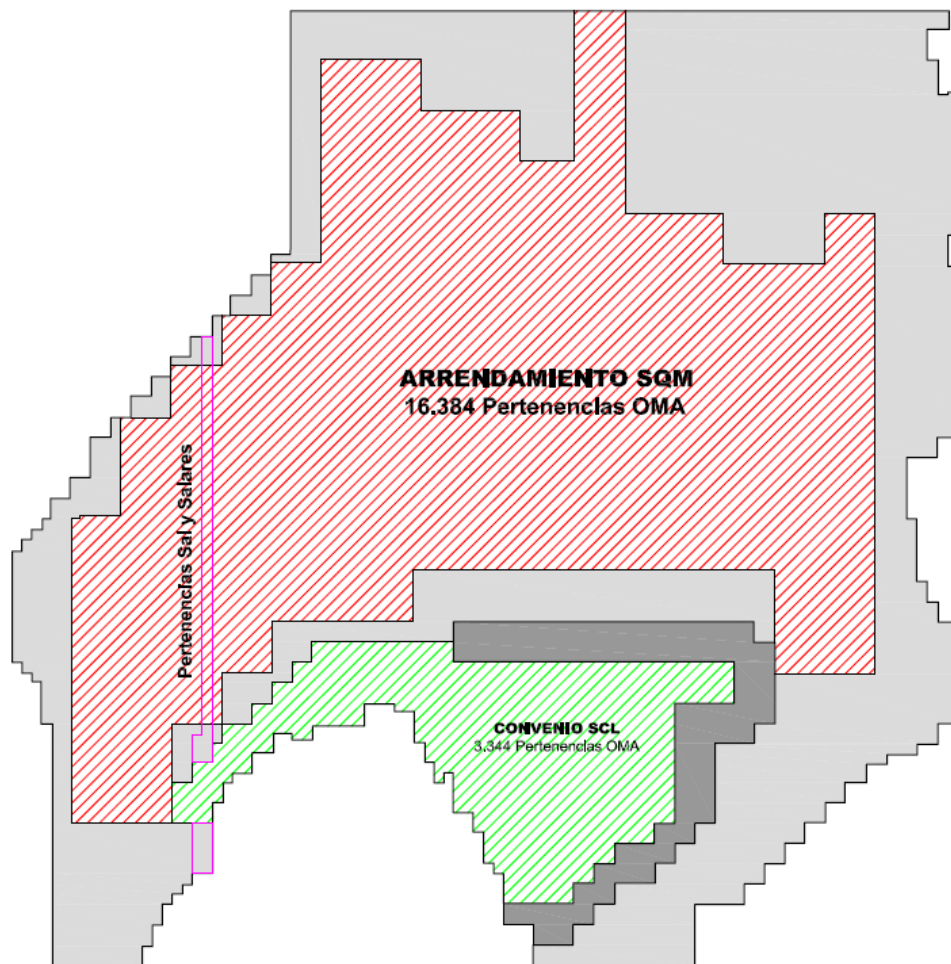 ARRENDAMIENTO SQM
16.384 Pertenencias OMA
Pertenencias Sal y Salares
CONVENIO SCL
3.344 Pertenencias OMA